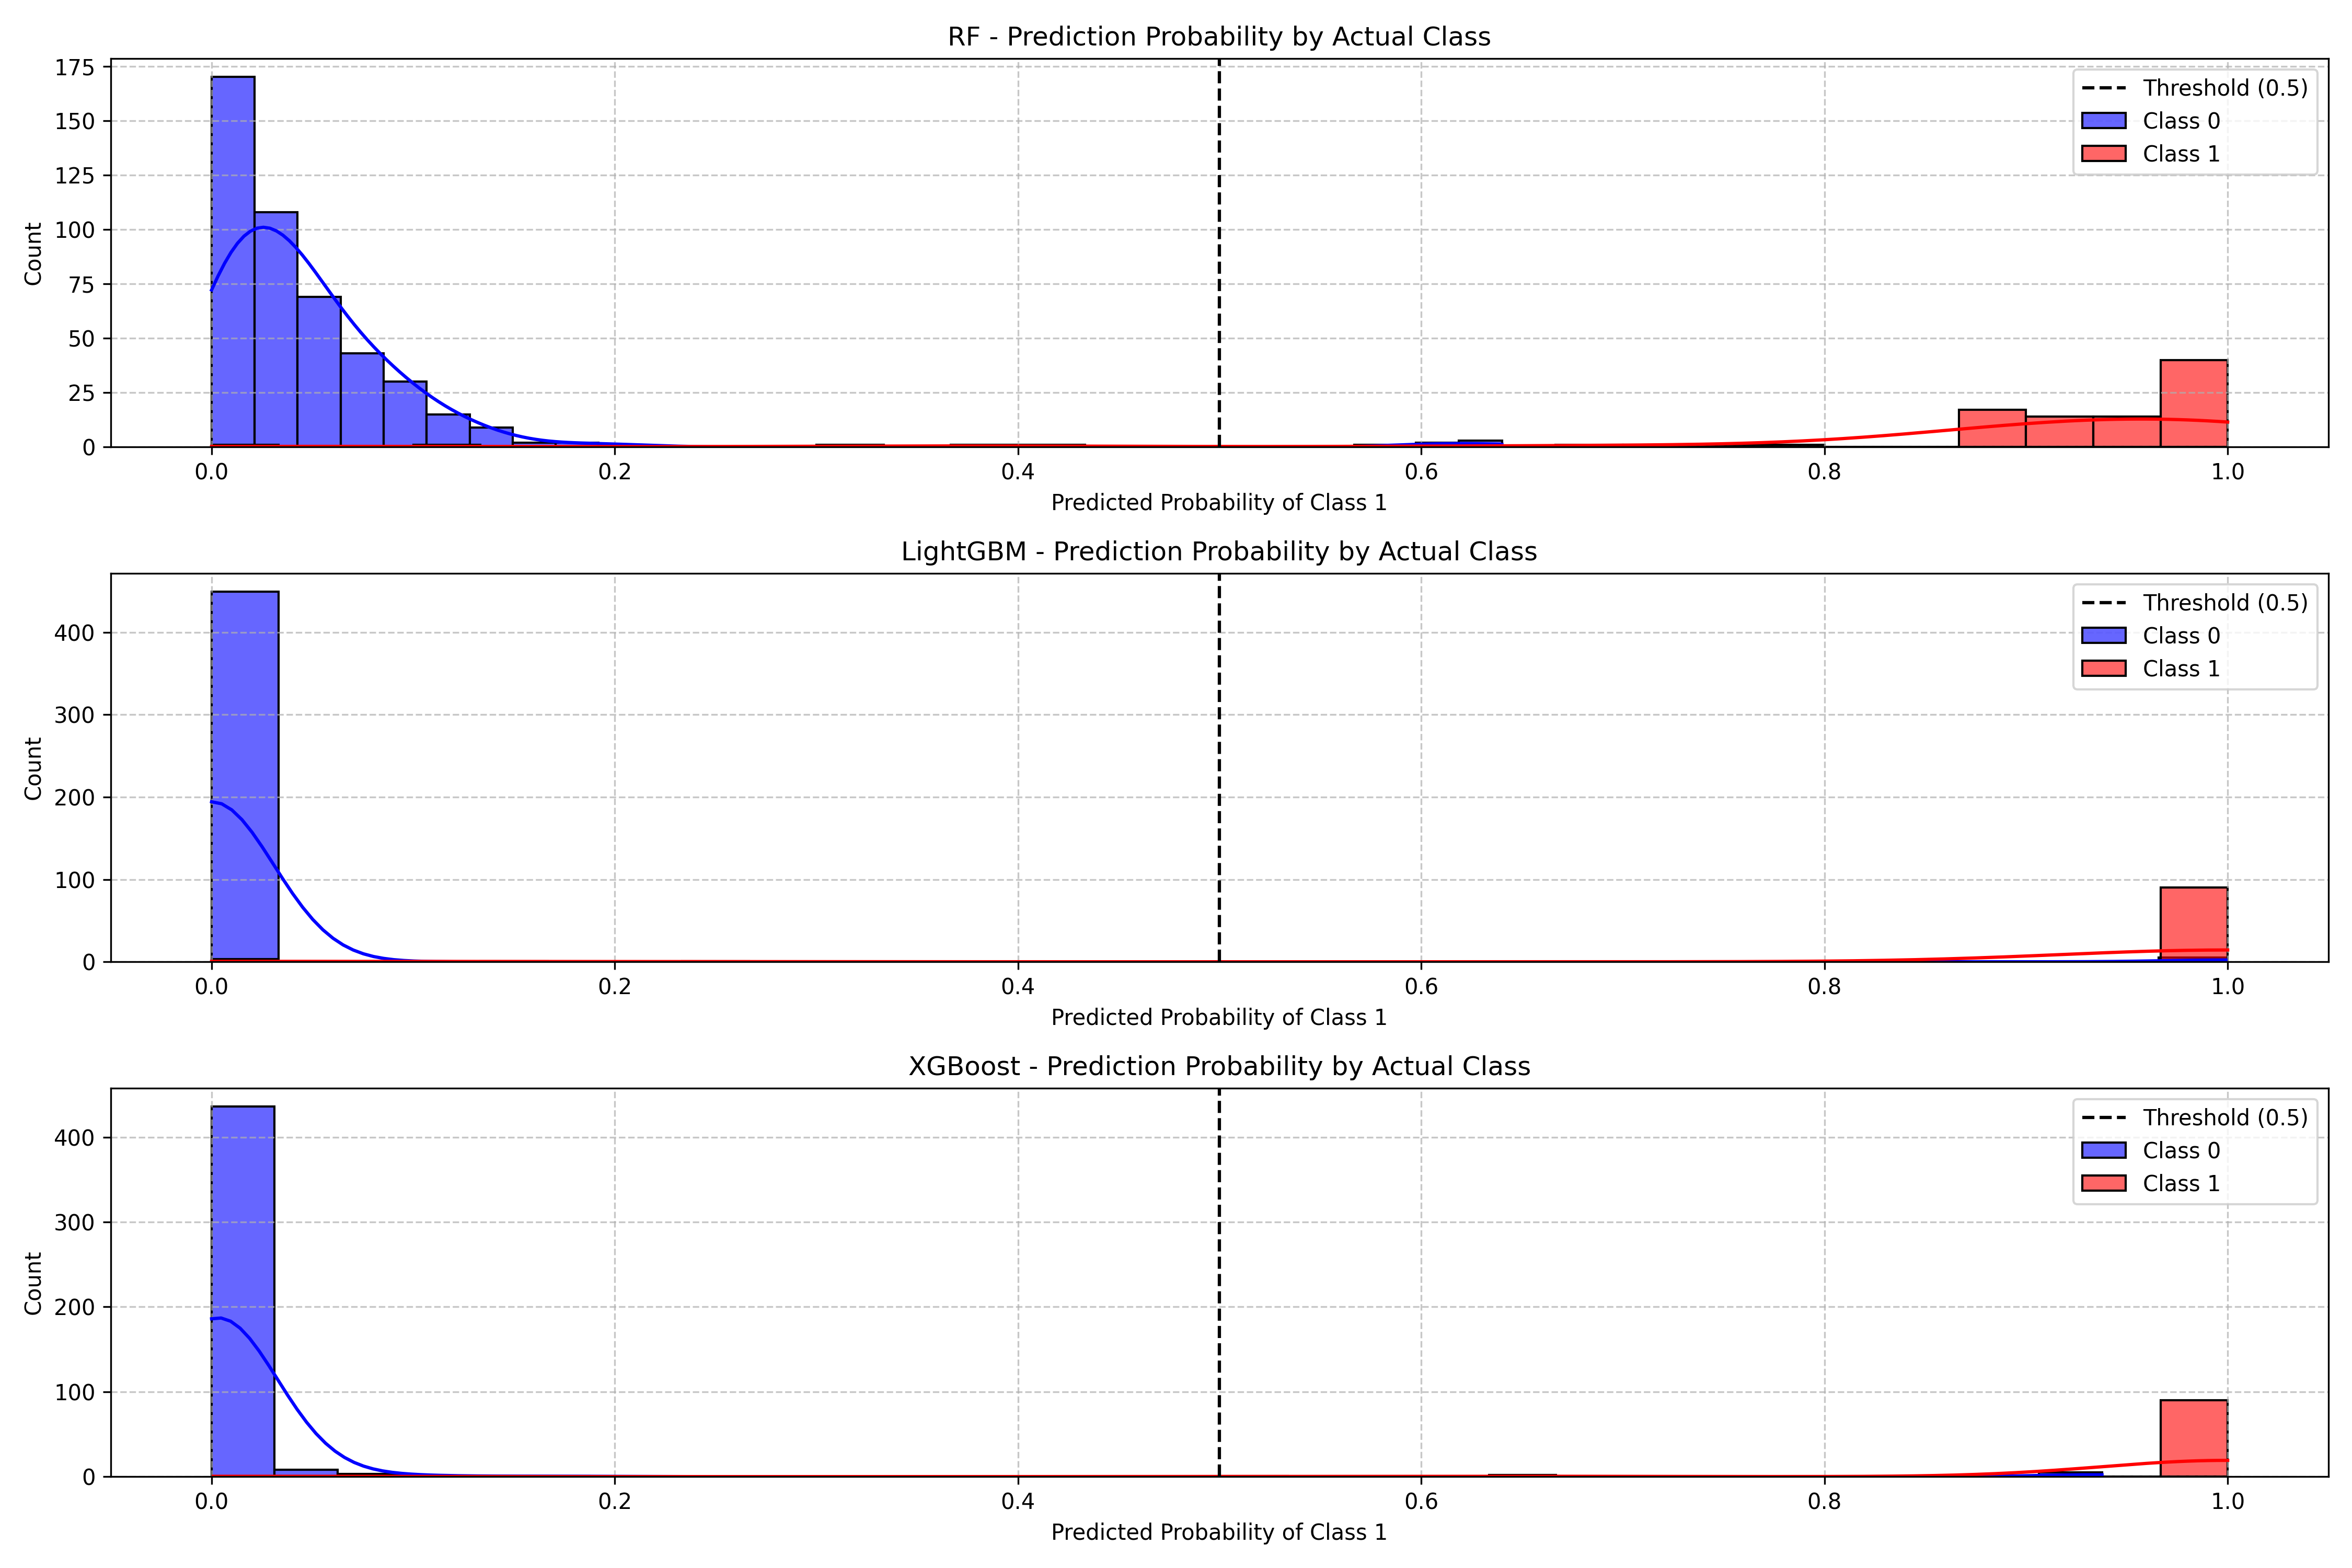 RF - Prediction Probability by Actual Class
175
150
125
100
75
50
25
0
Count
Threshold (0.5)
Class 0
Class 1
0.0 0.2 0.4 0.6 0.8 1.0
Predicted Probability of Class 1
LightGBM - Prediction Probability by Actual Class
400
300
200
100
0
Count
Threshold (0.5)
Class 0
Class 1
0.0 0.2 0.4 0.6 0.8 1.0
Predicted Probability of Class 1
XGBoost - Prediction Probability by Actual Class
400
300
200
100
0
Count
Threshold (0.5)
Class 0
Class 1
0.0 0.2 0.4 0.6 0.8 1.0
Predicted Probability of Class 1